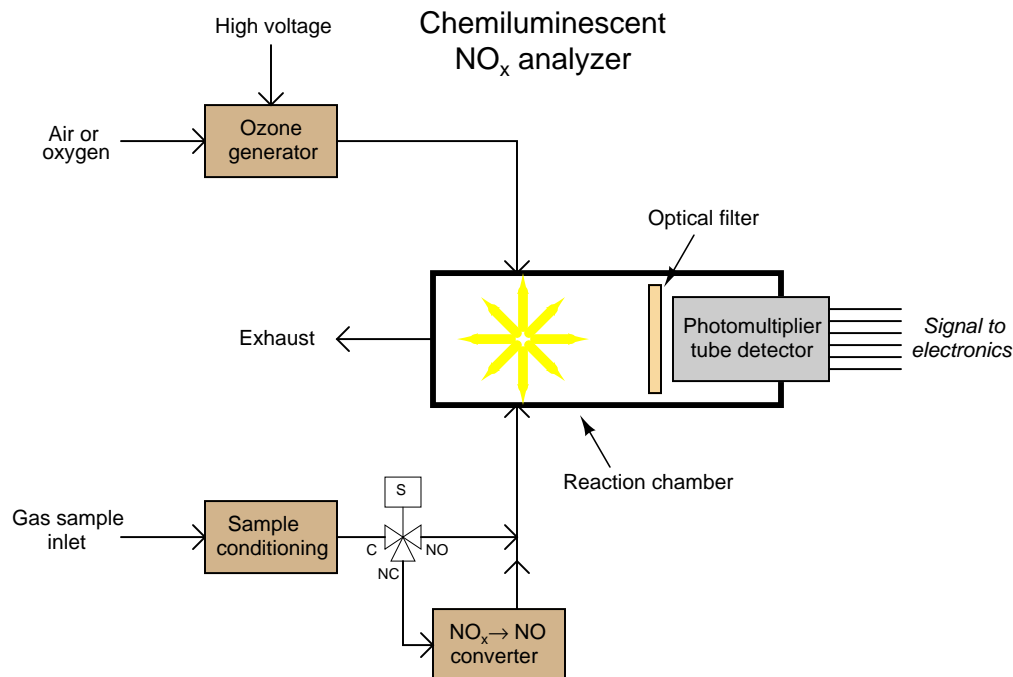 Chemiluminescent
NOx analyzer
High voltage
Air or
oxygen
Ozone
generator
Optical filter
Exhaust
Photomultiplier
tube detector
Signal to
electronics
Reaction chamber
Gas sample
inlet
Sample
conditioning
S
C
NO
NC
NOx→ NO
converter